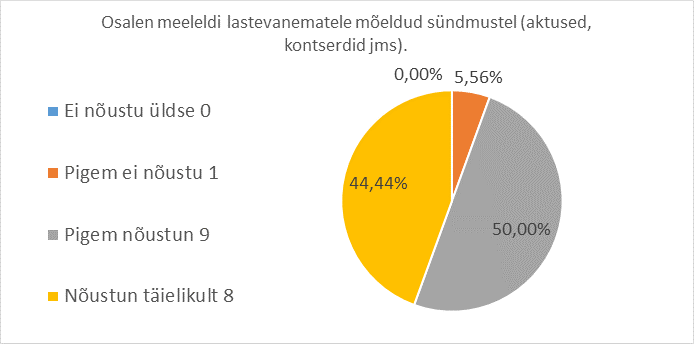 Osalen meeleldi lastevanematele mõeldud sündmustel (aktused,
kontserdid jms).
0,00%
5,56%
Ei nõustu üldse 0
Pigem ei nõustu 1
44,44%
Pigem nõustun 9
50,00%
Nõustun täielikult 8